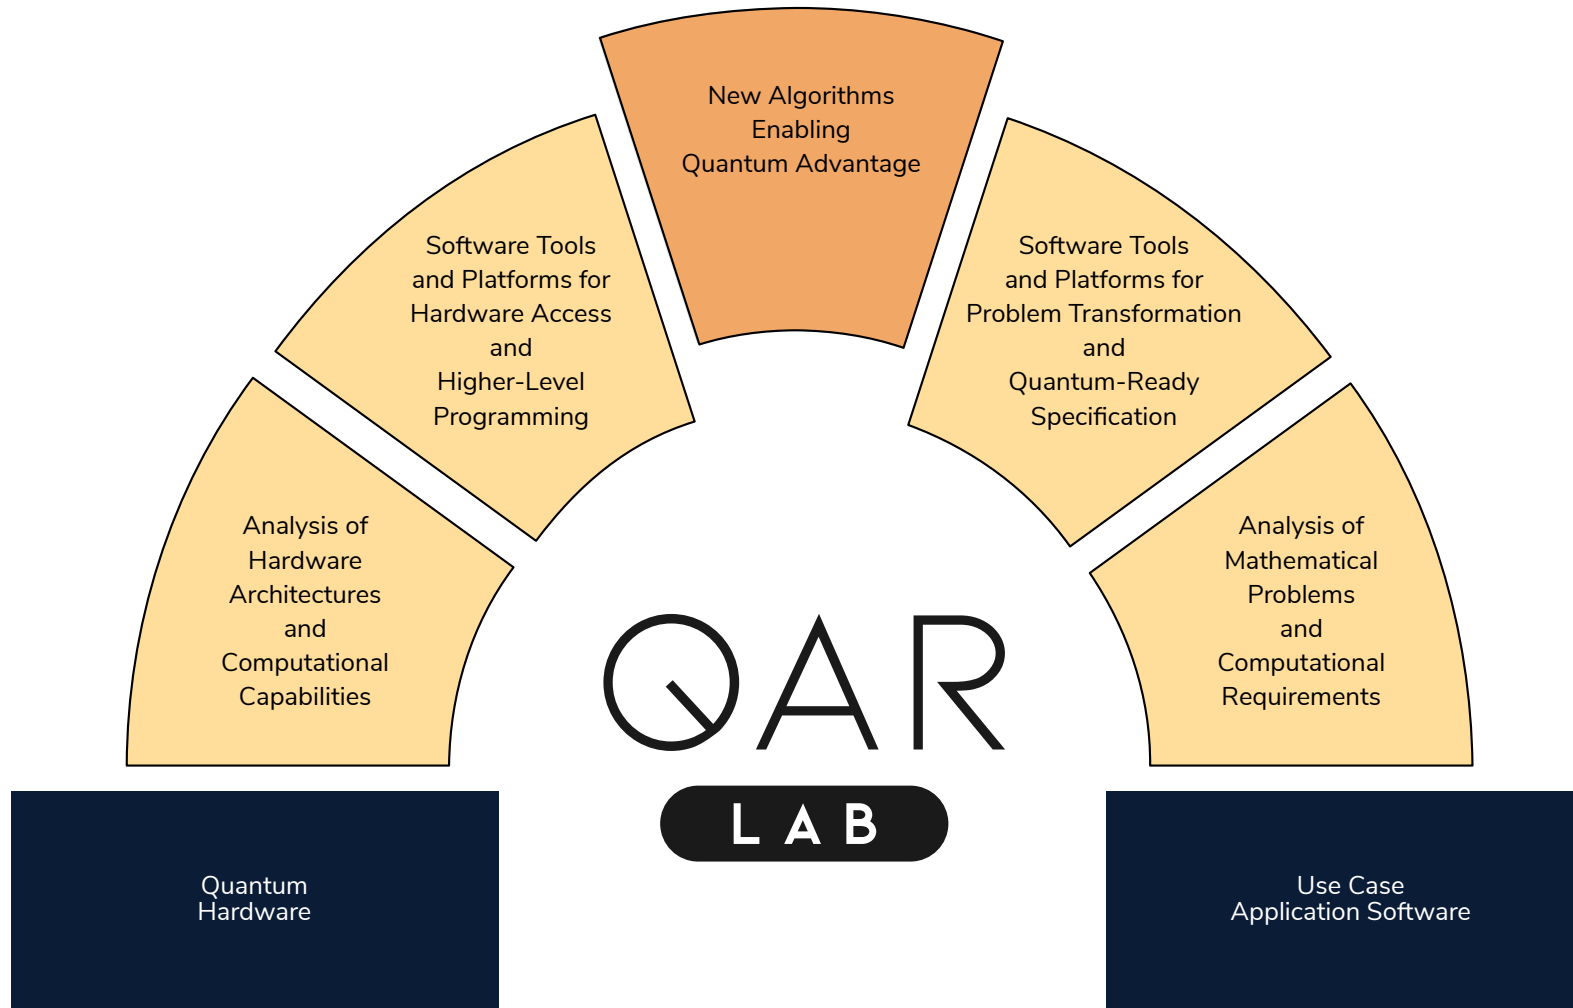 New Algorithms
Enabling
Quantum Advantage
Software Tools
and Platforms for
Hardware Access
and
Higher-Level
Programming
Software Tools
and Platforms for
Problem Transformation
and
Quantum-Ready
Specification
Analysis of
Hardware
Architectures
and
Computational
Capabilities
Analysis of
Mathematical
Problems
and
Computational
Requirements
QAR
LAB
Quantum
Hardware
Use Case
Application Software